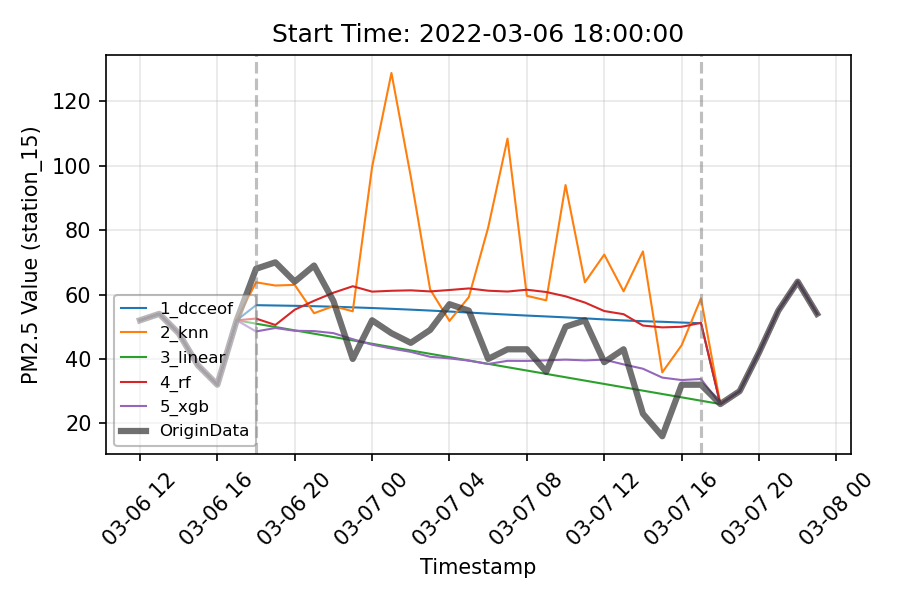 Start Time: 2022-03-06 18:00:00
PM2.5 Value (station_15)
120
100
80
60
40
20
1_dcceof
2_knn
3_linear
4_rf
5_xgb
OriginData
03-06 12
03-06 16
03-06 20
03-07 00
03-07 04
03-07 08
03-07 12
03-07 16
03-07 20
03-08 00
Timestamp